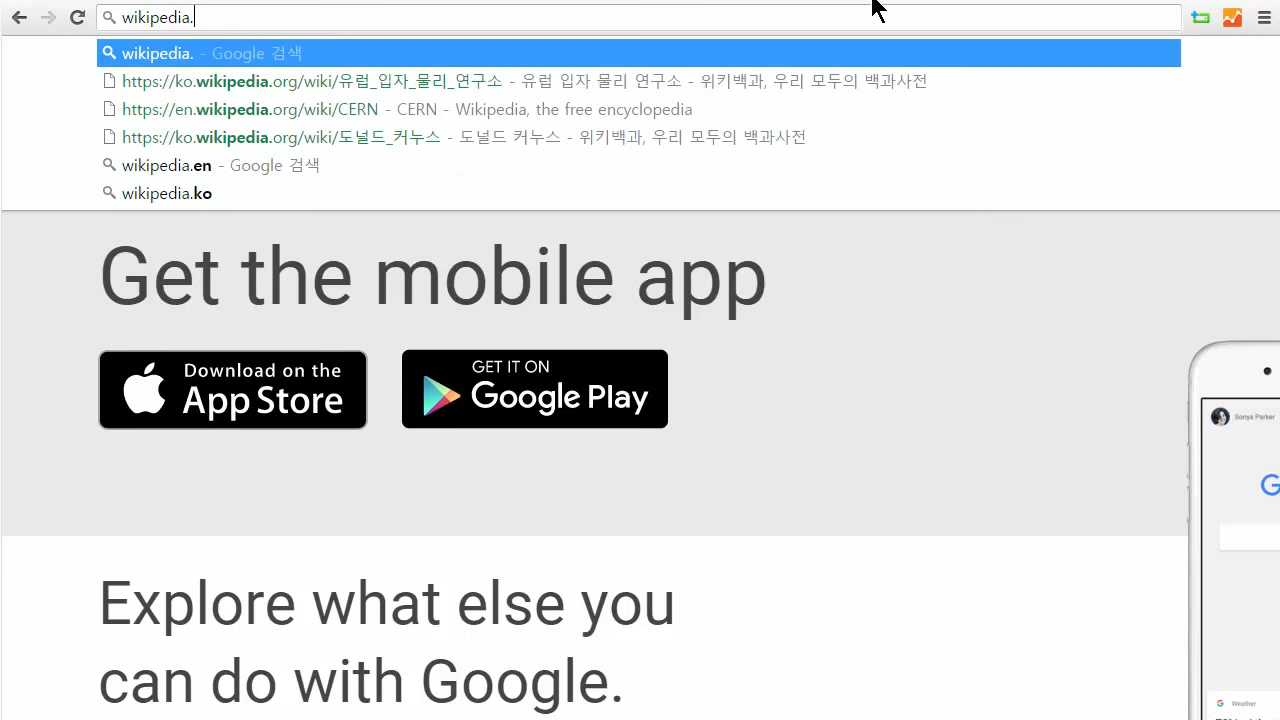 wikipedia.
wikipedia. - Google 검색
https://ko.wikipedia.org/wiki/유럽_입자_물리_연구소 - 유럽 입자 물리 연구소 - 위키백과, 우리 모두의 백과사전
https://en.wikipedia.org/wiki/CERN - CERN - Wikipedia, the free encyclopedia
https://ko.wikipedia.org/wiki/도널드_커누스 - 도널드 커누스 - 위키백과, 우리 모두의 백과사전
wikipedia.en - Google 검색
wikipedia.ko
Get the mobile app
Download on the
App Store
GET IT ON
Google Play
Sonya Parker
G
Explore what else you
can do with Google.
G Weather